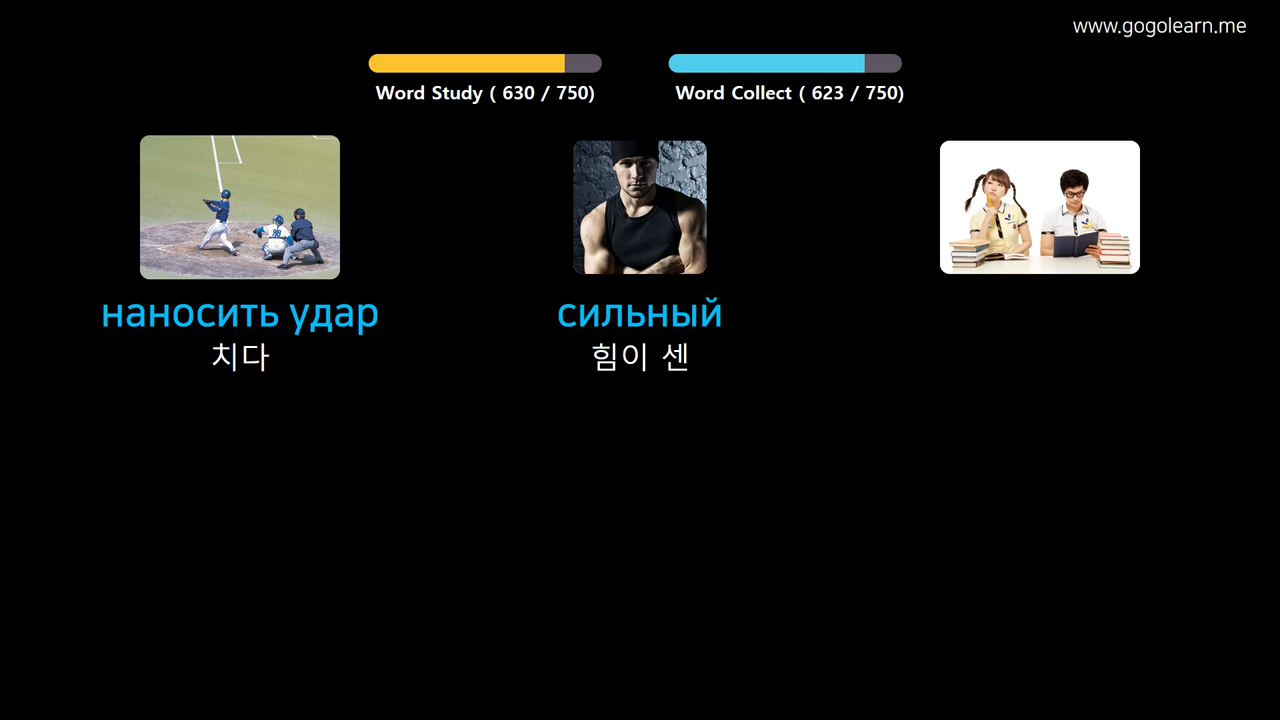 www.gogolearn.me
Word Study ( 630 / 750)
Word Collect ( 623 / 750)
наносить удар
치다
сильный
힘이 센